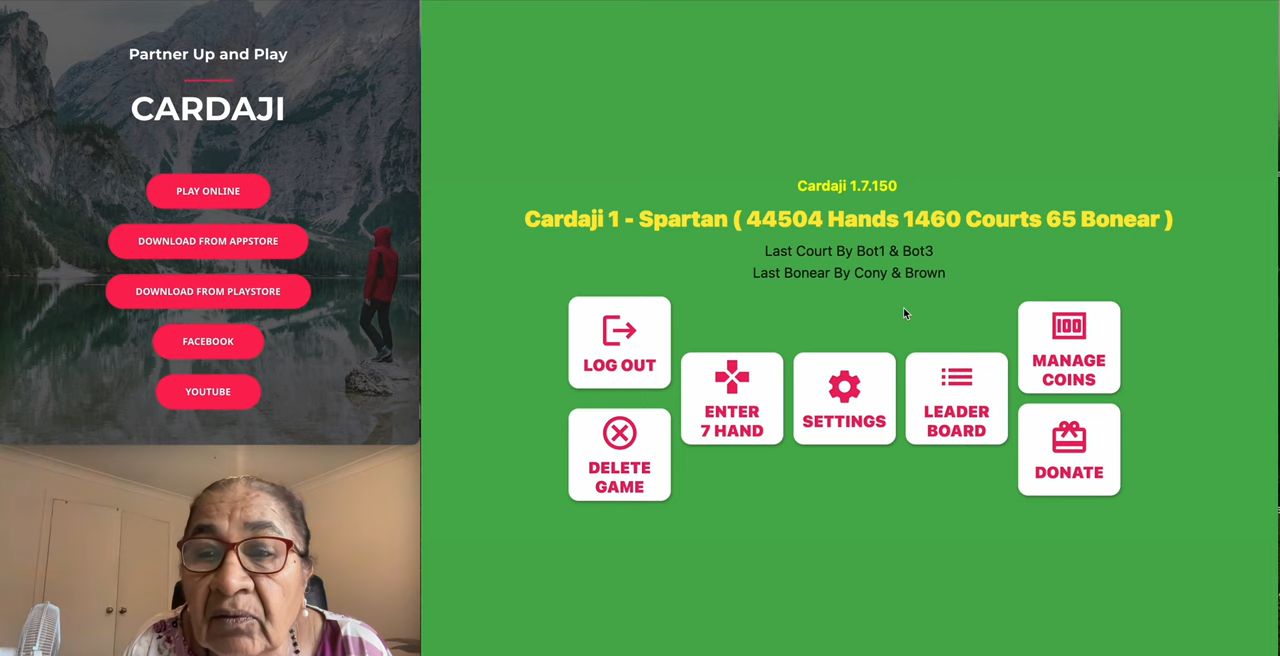 Partner Up and Play
CARDAJI
PLAY ONLINE
DOWNLOAD FROM APPSTORE
DOWNLOAD FROM PLAYSTORE
FACEBOOK
YOUTUBE
Cardaji 1.7.150
Cardaji 1 - Spartan ( 44504 Hands 1460 Courts 65 Bonear )
Last Court By Bot1 & Bot3
Last Bonear By Cony & Brown
LOG OUT
DELETE
GAME
ENTER
7 HAND
SETTINGS
LEADER
BOARD
100
MANAGE
COINS
DONATE